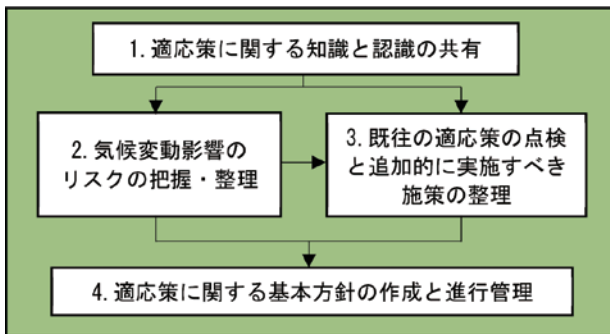 1. 適応策に関する知識と認識の共有
2. 気候変動影響の
リスクの把握・整理
3. 既往の適応策の点検
と追加的に実施すべき
施策の整理
4. 適応策に関する基本方針の作成と進行管理